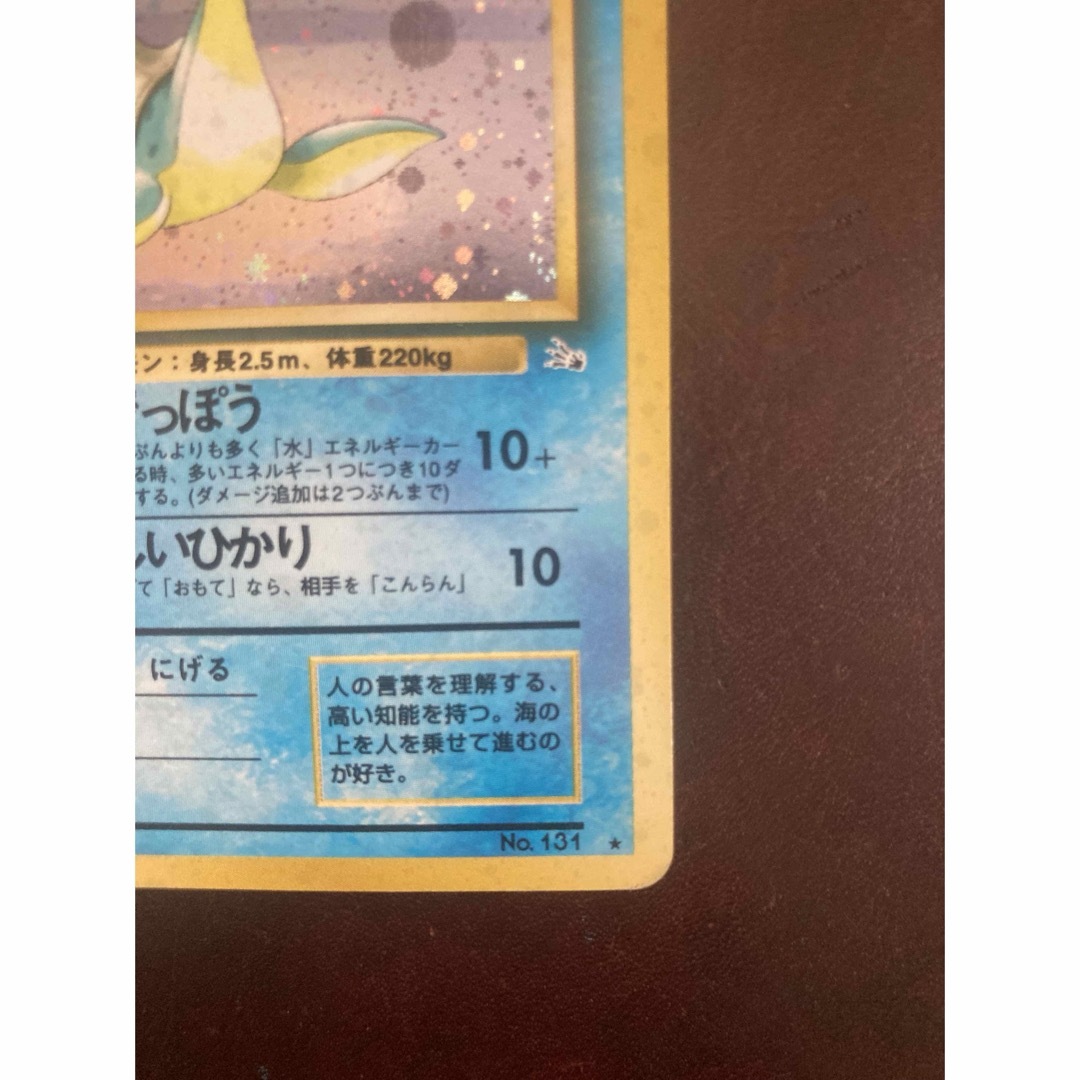 モン：身長2.5m、体重220kg
っぽう
ぶんよりも多く「水」エネルギーカー
る時、多いエネルギー1つにつき10ダ
する。(ダメージ追加は2つぶんまで)
10+
いひかり
て「おもて」なら、相手を「こんらん」
10
にげる
人の言葉を理解する、
高い知能を持つ。海の
上を人を乗せて進むの
が好き。
No. 131 ★